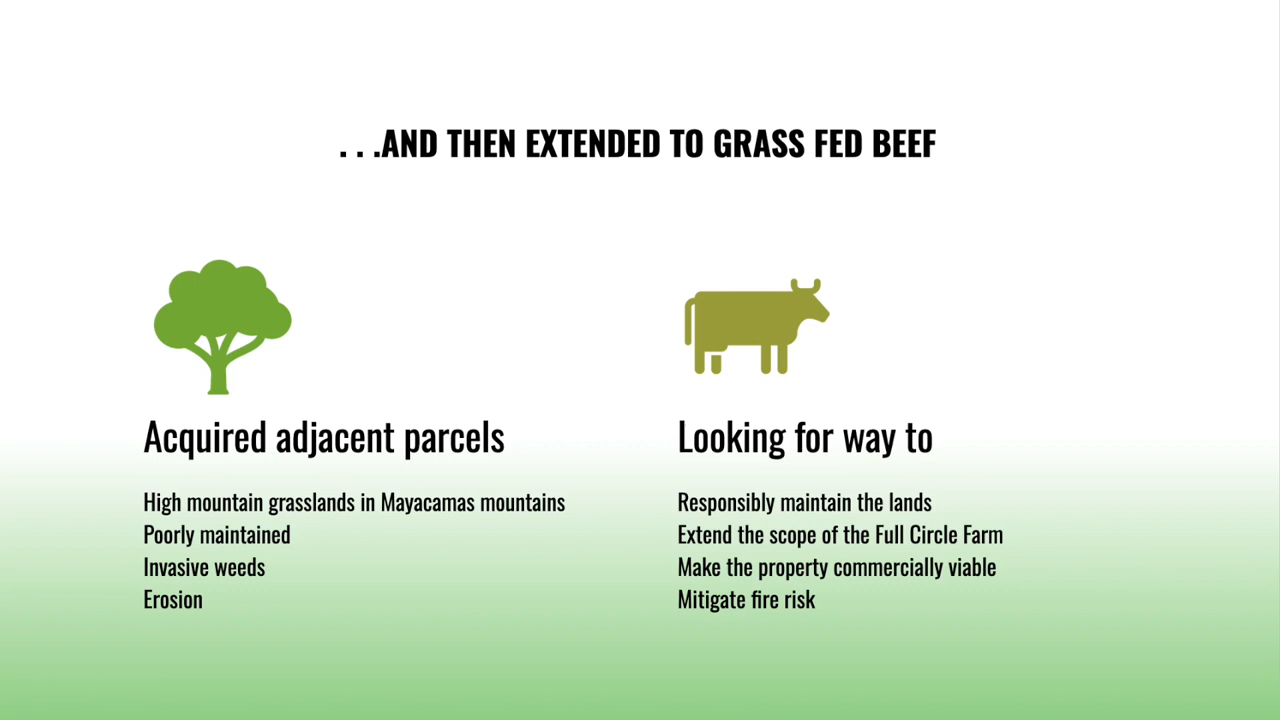 . . .AND THEN EXTENDED TO GRASS FED BEEF
Acquired adjacent parcels
High mountain grasslands in Mayacamas mountains
Poorly maintained
Invasive weeds
Erosion
Looking for way to
Responsibly maintain the lands
Extend the scope of the Full Circle Farm
Make the property commercially viable
Mitigate fire risk